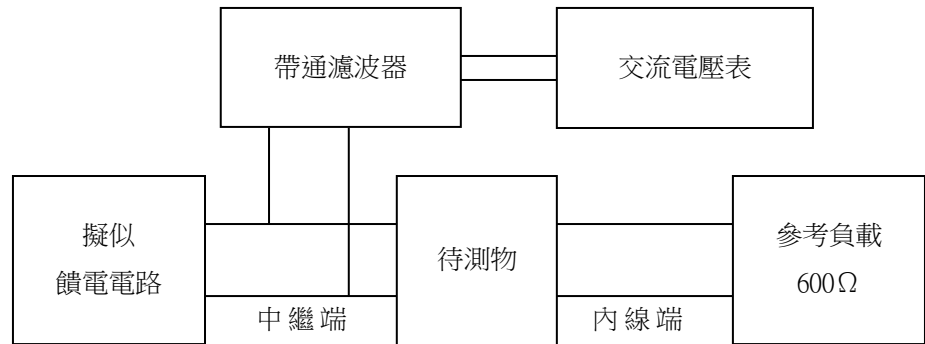 帶通濾波器
交流電壓表
擬似
饋電電路
中繼端
待測物
內線端
參考負載
600Ω